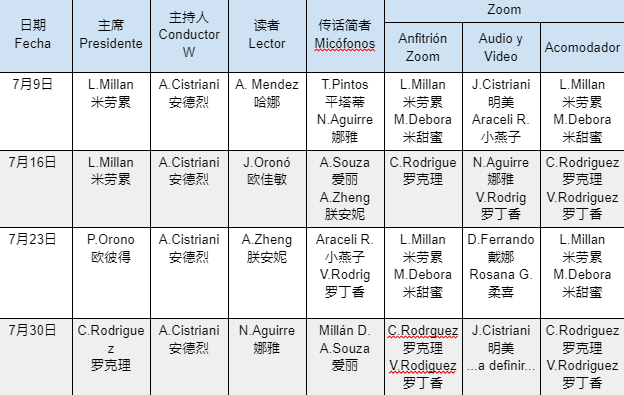 日期
Fecha
主席
Presidente
主持人
Conductor
W
读者
Lector
传话简者
Micófonos
Zoom
Anfitrión
Zoom
Audio y
Video
Acomodador
7月9日
L.Millan
米劳累
A.Cistriani
安德烈
A. Mendez
哈娜
T.Pintos
平塔蒂
N.Aguirre
娜雅
L.Millan
米劳累
M.Debora
米甜蜜
J.Cistriani
明美
Araceli R.
小燕子
L.Millan
米劳累
M.Debora
米甜蜜
7月16日
L.Millan
米劳累
A.Cistriani
安德烈
J.Oronó
欧佳敏
A.Souza
爱丽
A.Zheng
朕安妮
C.Rodrigue
罗克理
N.Aguirre
娜雅
V.Rodrig
罗丁香
C.Rodriguez
罗克理
V.Rodriguez
罗丁香
7月23日
P.Orono
欧彼得
A.Cistriani
安德烈
A.Zheng
朕安妮
Araceli R.
小燕子
V.Rodrig
罗丁香
L.Millan
米劳累
M.Debora
米甜蜜
D.Ferrando
戴娜
Rosana G.
柔喜
L.Millan
米劳累
M.Debora
米甜蜜
7月30日
C.Rodrigue
z
罗克理
A.Cistriani
安德烈
N.Aguirre
娜雅
Millán D.
A.Souza
爱丽
C.Rodrguez
罗克理
V.Rodiguez
罗丁香
J.Cistriani
明美
...a definir...
C.Rodriguez
罗克理
V.Rodriguez
罗丁香